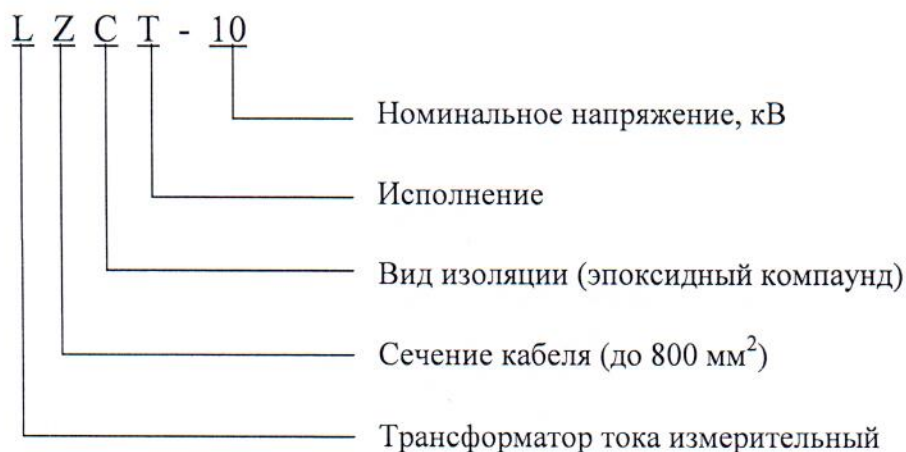 L Z C T - 10
Номинальное напряжение, кВ
Исполнение
Вид изоляции (эпоксидный компаунд)
Сечение кабеля (до 800 мм²)
Трансформатор тока измерительный